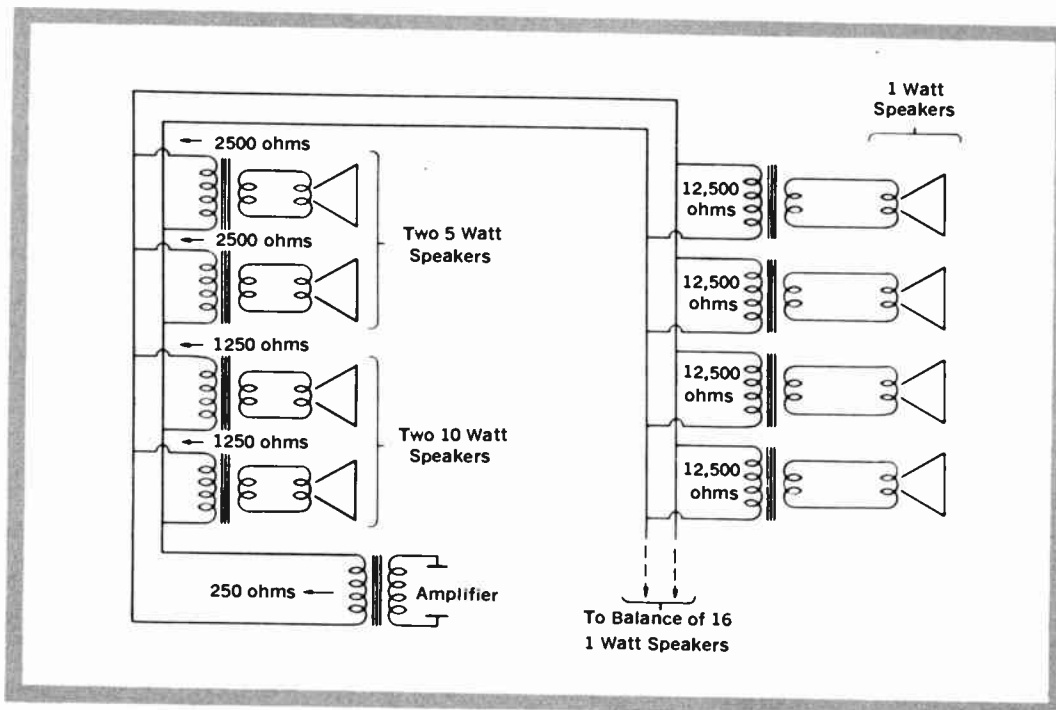 1 Watt
Speakers
2500 ohms
2500 ohms
Two 5 Watt
Speakers
1250 ohms
1250 ohms
Two 10 Watt
Speakers
250 ohms
Amplifier
12,500
ohms
12,500
ohms
12,500
ohms
12,500
ohms
To Balance of 16
1 Watt Speakers